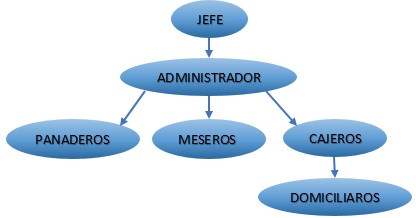 JEFE
ADMINISTRADOR
PANADEROS
MESEROS
CAJEROS
DOMICILIAROS